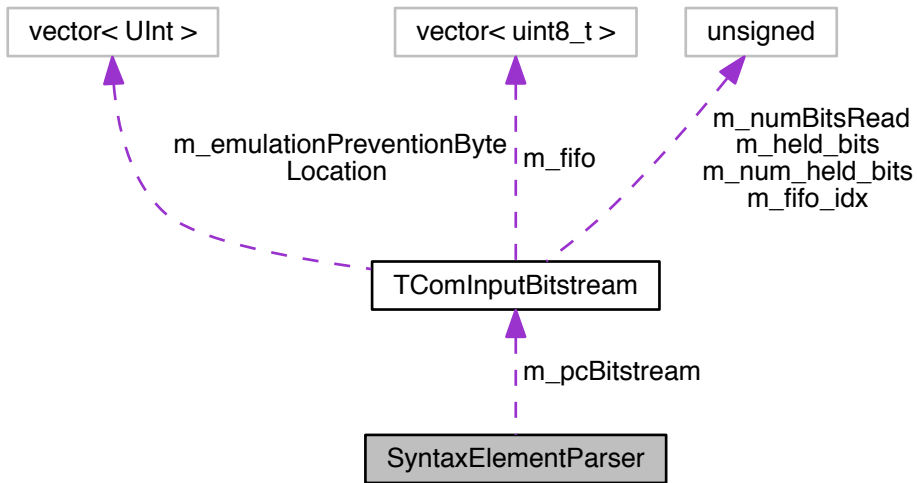 vector< UInt >
vector< uint8_t >
unsigned
m_emulationPreventionByte
Location
m_fifo
m_numBitsRead
m_held_bits
m_num_held_bits
m_fifo_idx
TComInputBitstream
m_pcBitstream
SyntaxElementParser